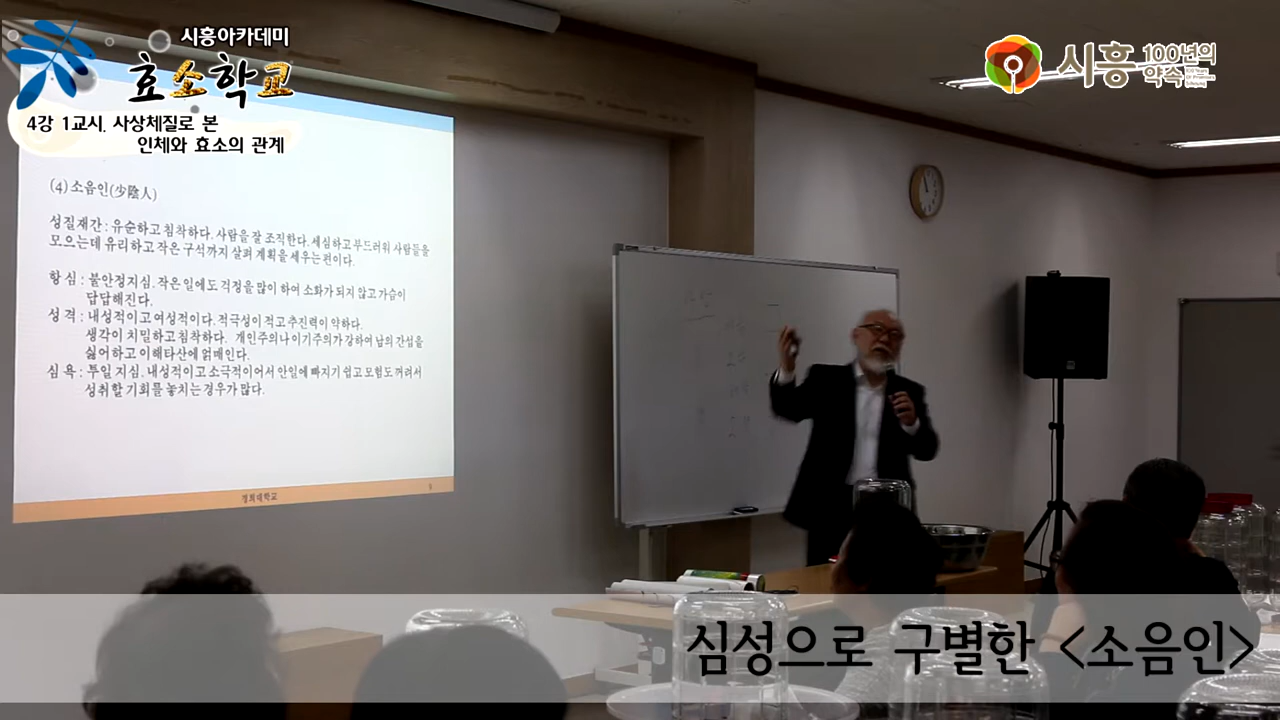 시흥아카데미
효소학교
4강 1교시. 사상체질로 본
인체와 효소의 관계
시흥 100년의 약속
(4) 소음인(少陰人)
성질재간 : 유순하고 침착하다. 사람을 잘 조직한다. 세심하고 부드러워 사람들을
모으는데 유리하고 작은 구석까지 살펴 계획을 세우는 편이다.
항 심 : 불안정지심. 작은 일에도 걱정을 많이 하여 소화가 되지 않고 가슴이
답답해진다.
성 격 : 내성적이고 여성적이다. 적극성이 적고 추진력이 약하다.
생각이 치밀하고 침착하다. 개인주의나 이기주의가 강하여 남의 간섭을
싫어하고 이해타산에 얽매인다.
심 욕 : 투일 지심. 내성적이고 소극적이어서 안일에 빠지기 쉽고 모험도 꺼려서
성취할 기회를 놓치는 경우가 많다.
경희대학교
9
심성으로 구별한 <소음인>